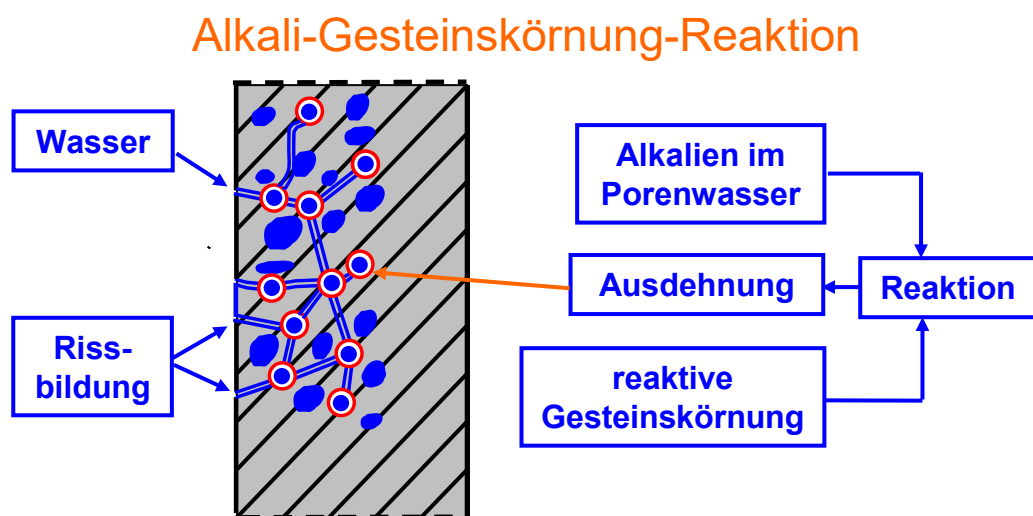 Alkali-Gesteinskörnung-Reaktion
Wasser
Riss-
bildung
Alkalien im
Porenwasser
Ausdehnung
Reaktion
reaktive
Gesteinskörnung